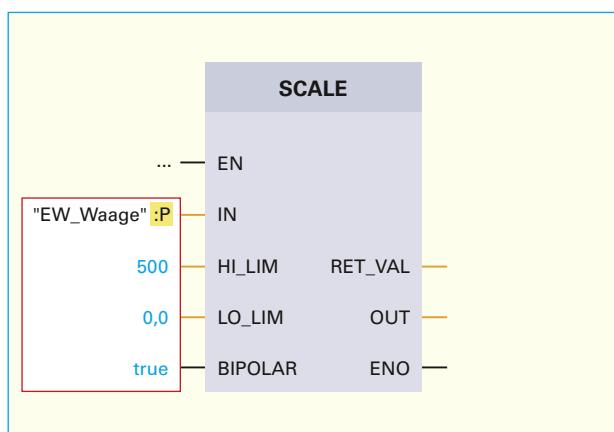 SCALE
... EN
"EW_Waage" :P IN
500 HI_LIM RET_VAL
0,0 LO_LIM OUT
true BIPOLAR ENO